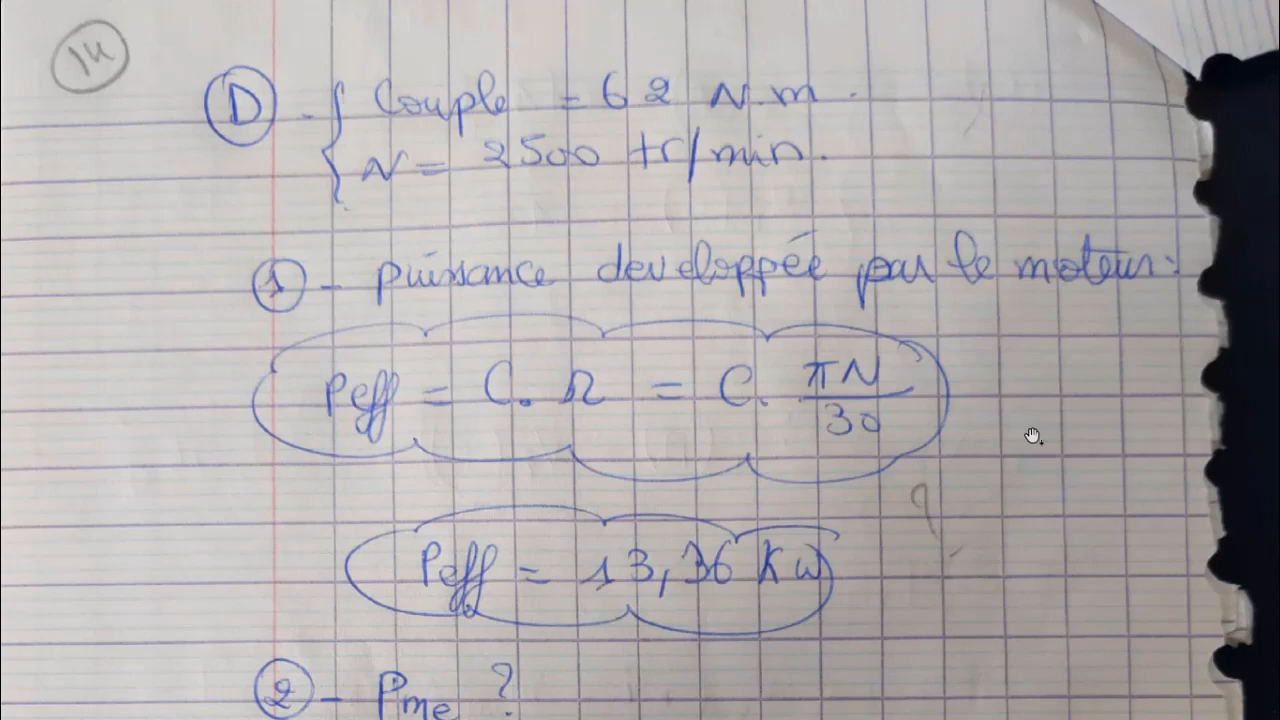 14
D - { Couple = 62 N.m.
N = 2500 tr/min.
1 - puissance developpée par le moteur:
Peff = C. Ω = C. πN/30
Peff = 13,36 Kw
2 - Pme ?